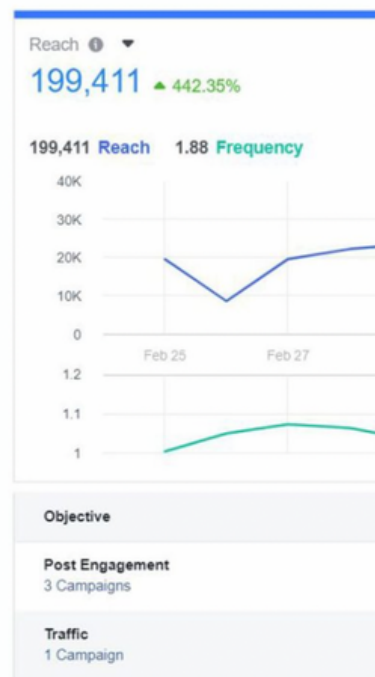 Reach
199,411 ▲ 442.35%
199,411 Reach 1.88 Frequency
40K
30K
20K
10K
0
Feb 25 Feb 27
1.2
1.1
1
Objective
Post Engagement
3 Campaigns
Traffic
1 Campaign